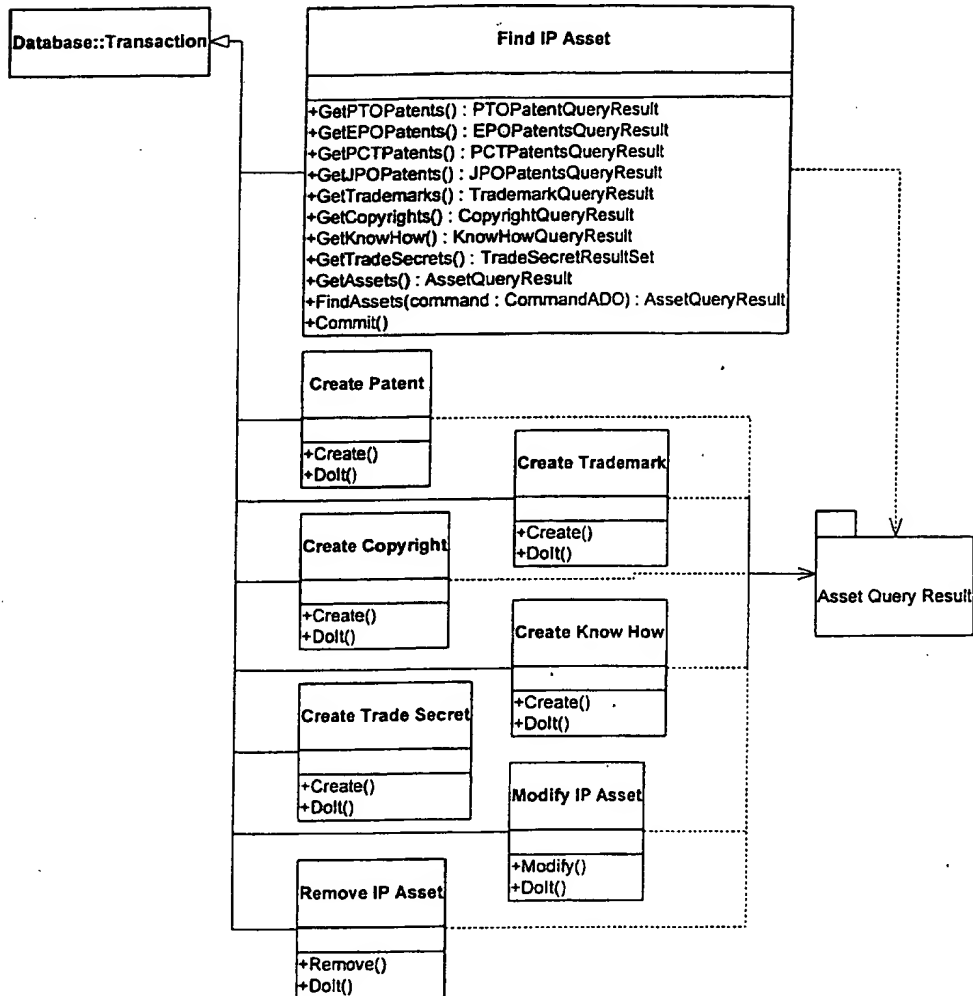 Database::Transaction
Find IP Asset
+GetPTOPatents() : PTOPatentQueryResult
+GetEPOPatents() : EPOPatentsQueryResult
+GetPCTPatents() : PCTPatentsQueryResult
+GetJPOPatents() : JPOPatentsQueryResult
+GetTrademarks() : TrademarkQueryResult
+GetCopyrights() : CopyrightQueryResult
+GetKnowHow() : KnowHowQueryResult
+GetTradeSecrets() : TradeSecretResultSet
+GetAssets() : AssetQueryResult
+FindAssets(command : CommandADO) : AssetQueryResult
+Commit()
Create Patent
+Create()
+DoIt()
Create Trademark
+Create()
+DoIt()
Create Copyright
+Create()
+DoIt()
Asset Query Result
Create Know How
+Create()
+DoIt()
Create Trade Secret
+Create()
+DoIt()
Modify IP Asset
+Modify()
+DoIt()
Remove IP Asset
+Remove()
+DoIt()